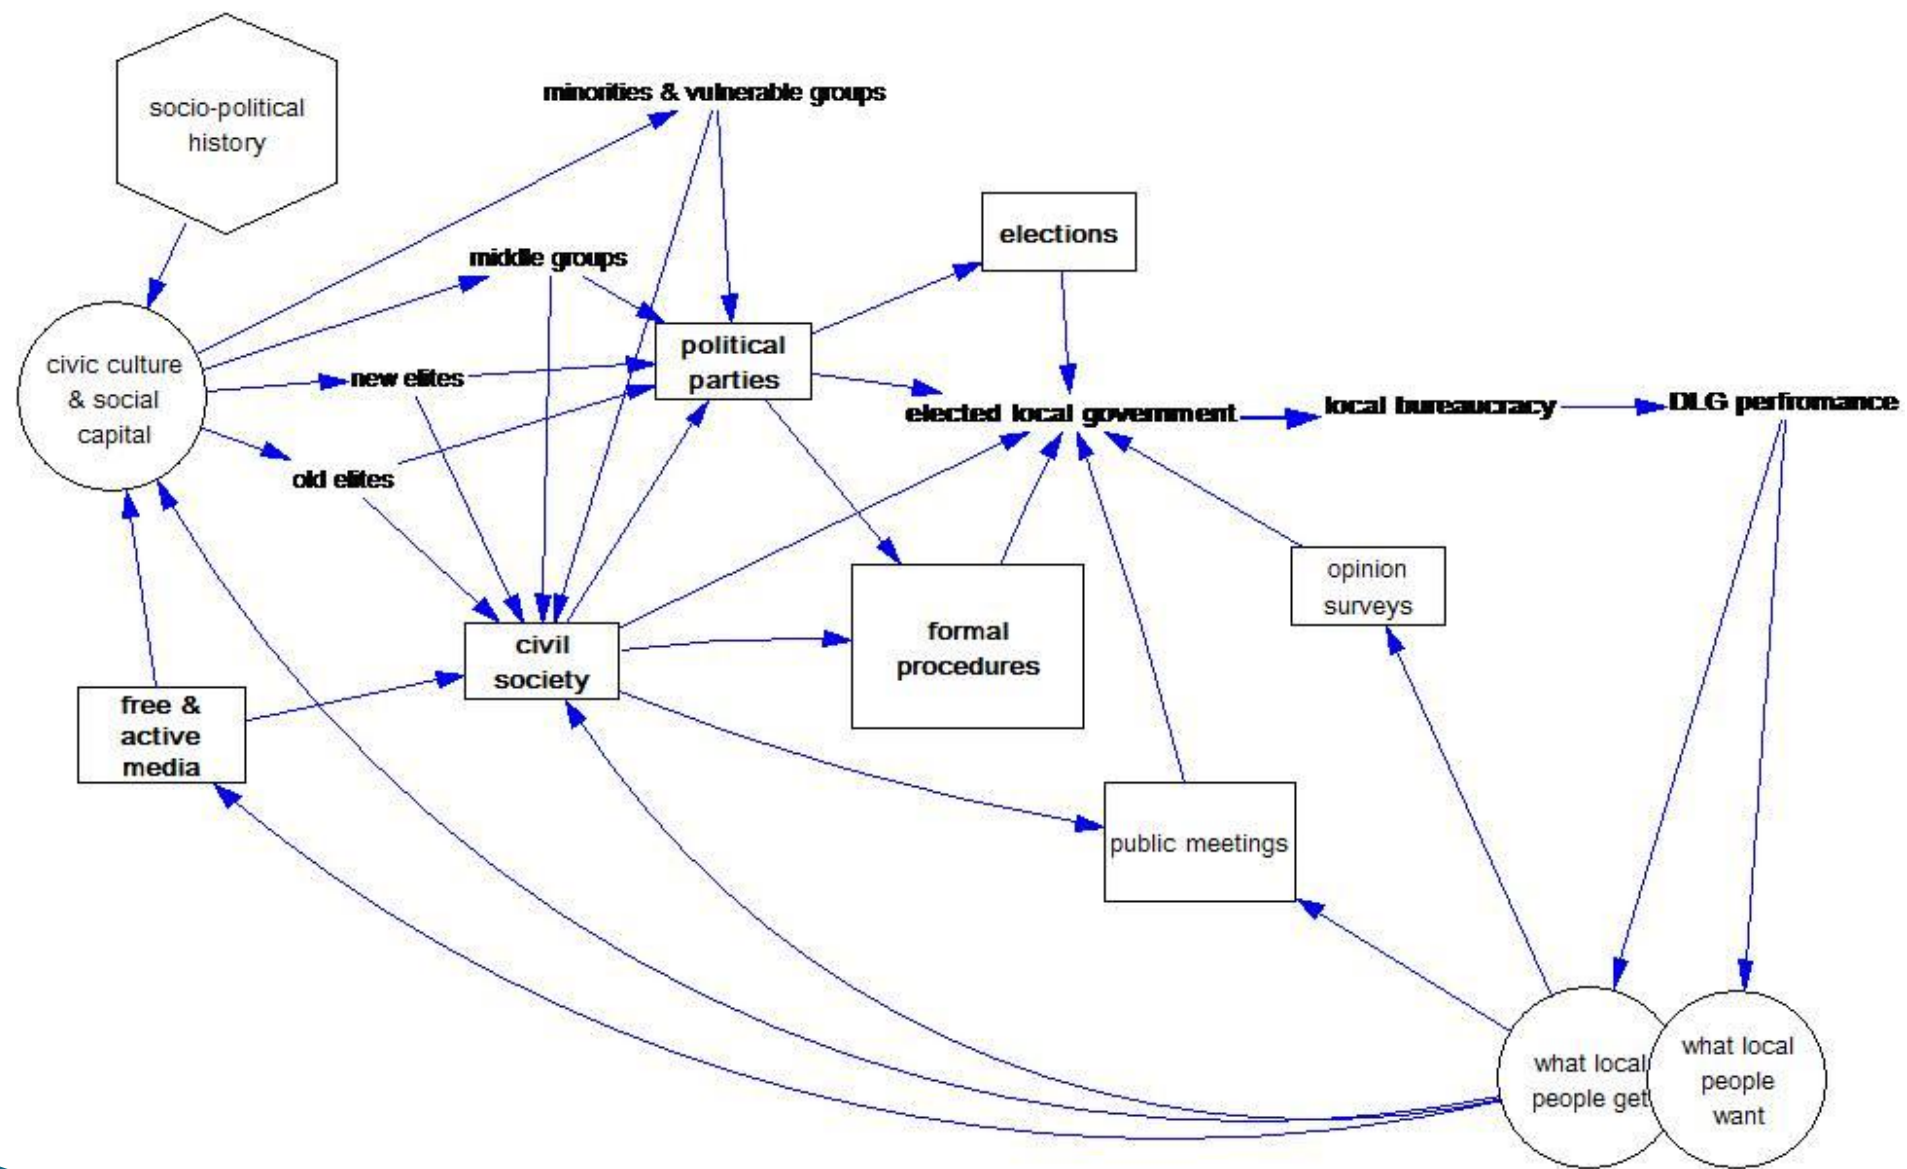 socio-political
history
minorities & vulnerable groups
elections
middle groups
political
parties
civic culture
& social
capital
new elites
elected local government
local bureaucracy
DLG perfromance
old elites
opinion
surveys
civil
society
formal
procedures
free &
active
media
public meetings
what local
people get
what local
people
want